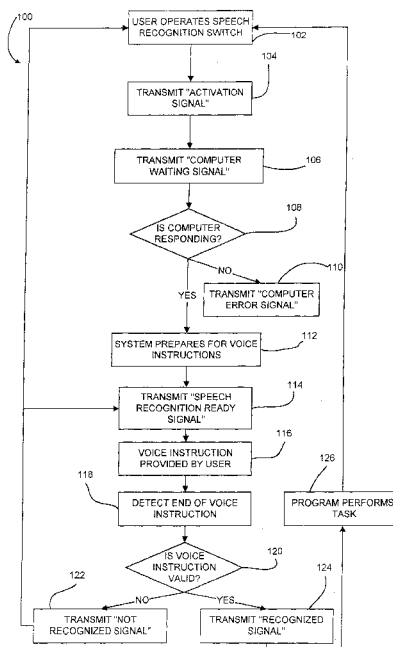 100
USER OPERATES SPEECH
RECOGNITION SWITCH
102
104
TRANSMIT "ACTIVATION
SIGNAL"
TRANSMIT "COMPUTER
WAITING SIGNAL"
106
108
IS COMPUTER
RESPONDING?
NO
110
YES
TRANSMIT "COMPUTER
ERROR SIGNAL"
112
SYSTEM PREPARES FOR VOICE
INSTRUCTIONS
TRANSMIT "SPEECH
RECOGNITION READY
SIGNAL"
114
116
VOICE INSTRUCTION
PROVIDED BY USER
118
DETECT END OF VOICE
INSTRUCTION
126
PROGRAM PERFORMS
TASK
IS VOICE
INSTRUCTION
VALID?
120
122
NO
YES
124
TRANSMIT "NOT
RECOGNIZED SIGNAL"
TRANSMIT "RECOGNIZED
SIGNAL"